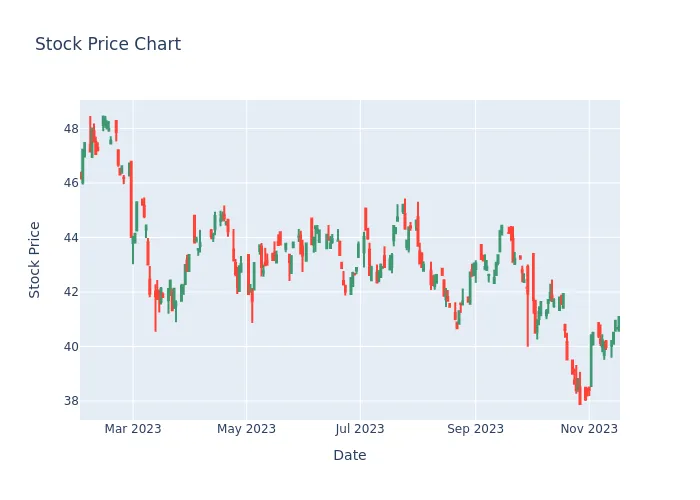 Stock Price Chart
Stock Price
48
46
44
42
40
38
Mar 2023
May 2023
Jul 2023
Sep 2023
Nov 2023
Date